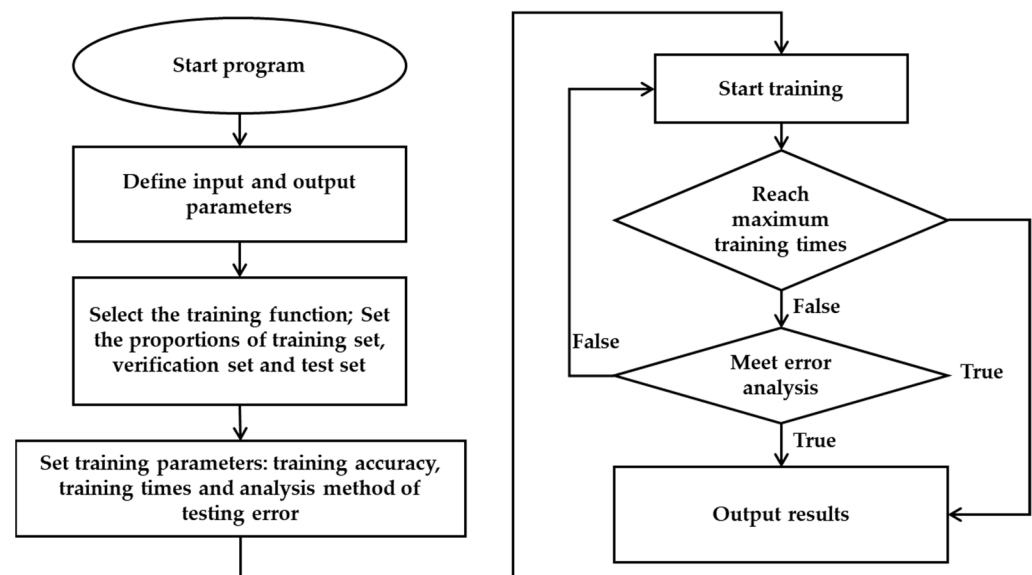 Start program
Define input and output
parameters
Select the training function; Set
the proportions of training set,
verification set and test set
Set training parameters: training accuracy,
training times and analysis method of
testing error
Start training
Reach
maximum
training times
False
False
Meet error
analysis
True
True
Output results